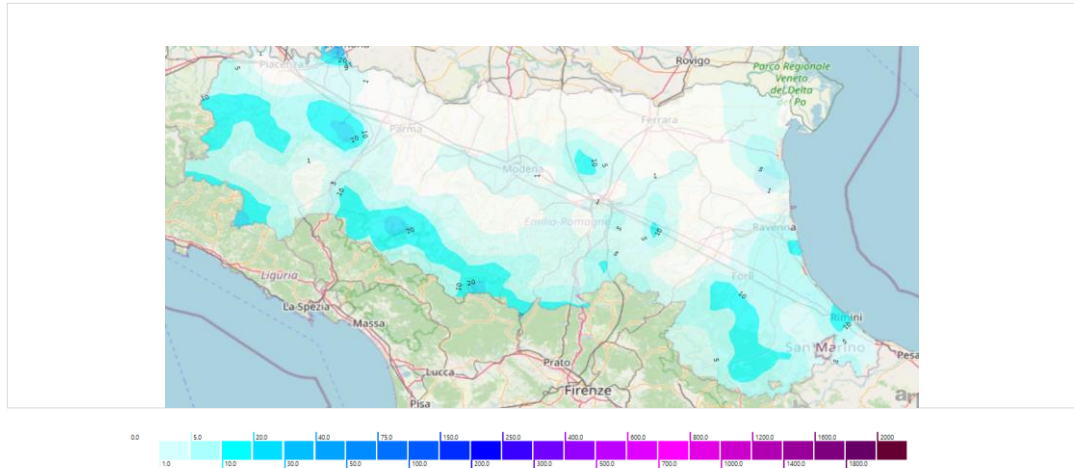 Rovigo
Parco Regionale
Veneto
del Delta
del Po
Piacenza
Ferrara
Parma
Modena
Emilia-Romagna
Ravenna
Liguria
Forlì
La Spezia
Rimini
Massa
San Marino
Pesa
Prato
Lucca
Firenze
Pisa
0.0 5.0 20.0 40.0 75.0 150.0 250.0 400.0 600.0 800.0 1200.0 1600.0 2000
1.0 10.0 30.0 50.0 100.0 200.0 300.0 500.0 700.0 1000.0 1400.0 1800.0